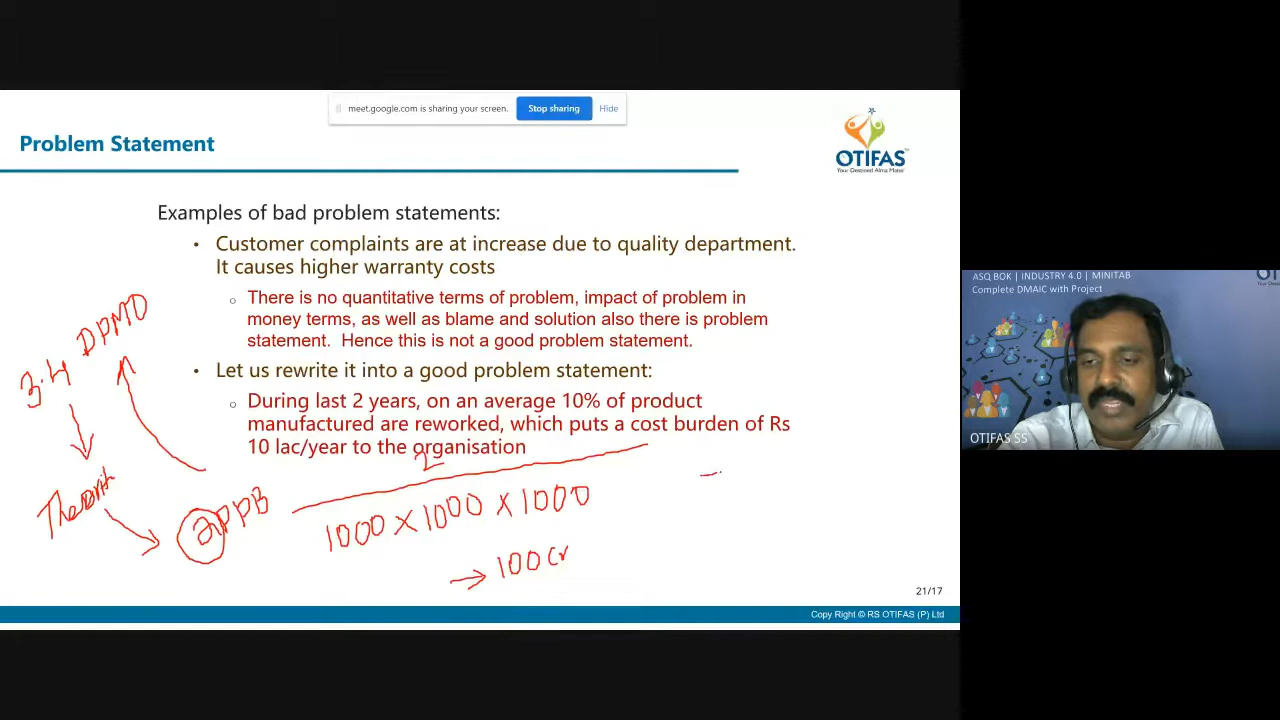 meet.google.com is sharing your screen. Stop sharing Hide
Problem Statement
OTIFAS
Your Destined Alma Mater
Examples of bad problem statements:
• Customer complaints are at increase due to quality department.
It causes higher warranty costs
There is no quantitative terms of problem, impact of problem in
money terms, as well as blame and solution also there is problem
statement. Hence this is not a good problem statement.
• Let us rewrite it into a good problem statement:
During last 2 years, on an average 10% of product
manufactured are reworked, which puts a cost burden of Rs
10 lac/year to the organisation
3.4 DPMO
2PPB
2
1000 × 1000 × 1000
→ 100 Cr
21/17
Copy Right © RS OTIFAS (P) Ltd
ASQ BOK | INDUSTRY 4.0 | MINITAB
Complete DMAIC with Project
OTIFAS SS